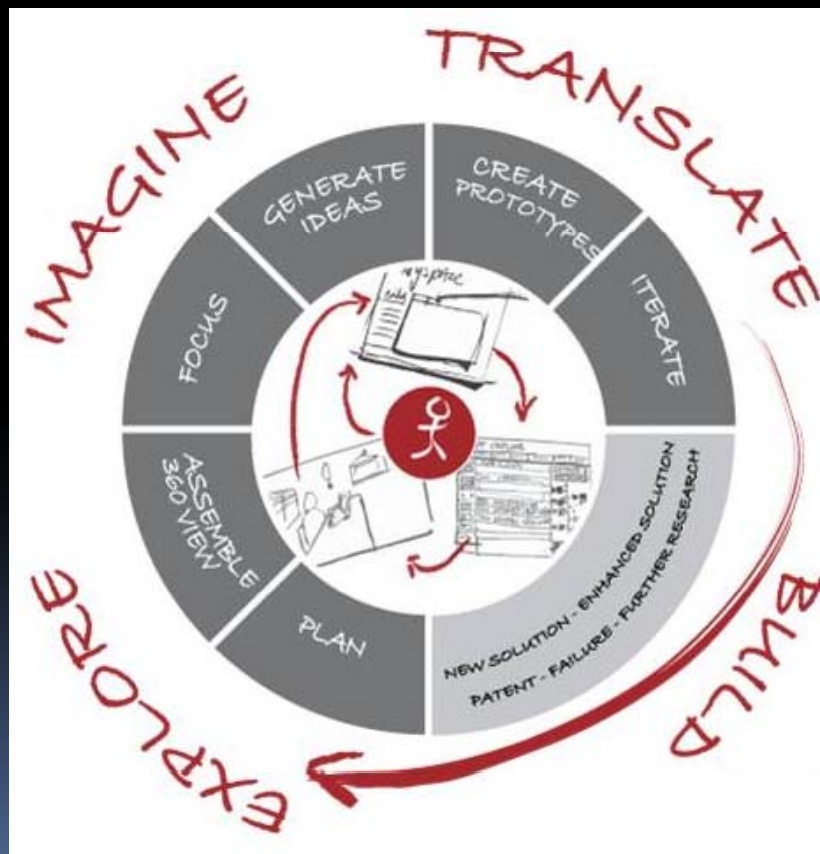 IMAGINE
TRANSLATE
GENERATE
IDEAS
CREATE
PROTOTYPES
FOCUS
ITERATE
ASSEMBLE
360 VIEW
PLAN
NEW SOLUTION - ENHANCED SOLUTION
PATENT - FAILURE - FURTHER RESEARCH
EXPLORE
BUILD